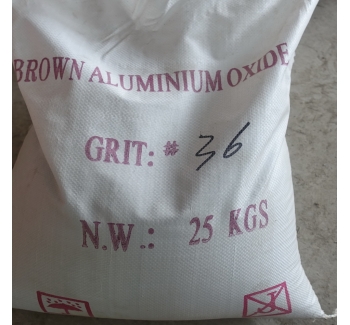 BROWN ALUMINIUM OXIDE
GRIT: # 36
N.W.: 25 KGS